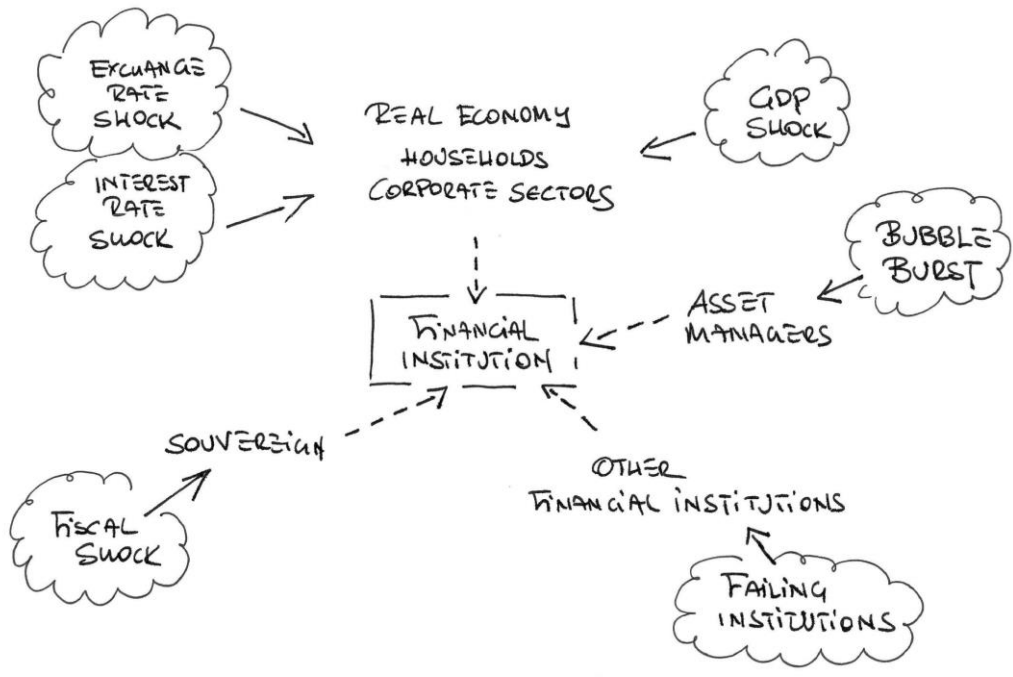 EXCHANGE
RATE
SHOCK
INTEREST
RATE
SHOCK
REAL ECONOMY
HOUSEHOLDS
CORPORATE SECTORS
GDP
SHOCK
BUBBLE
BURST
ASSET
MANAGERS
FINANCIAL
INSTITUTION
SOUVEREIGN
FISCAL
SHOCK
OTHER
FINANCIAL INSTITUTIONS
FAILING
INSTITUTIONS